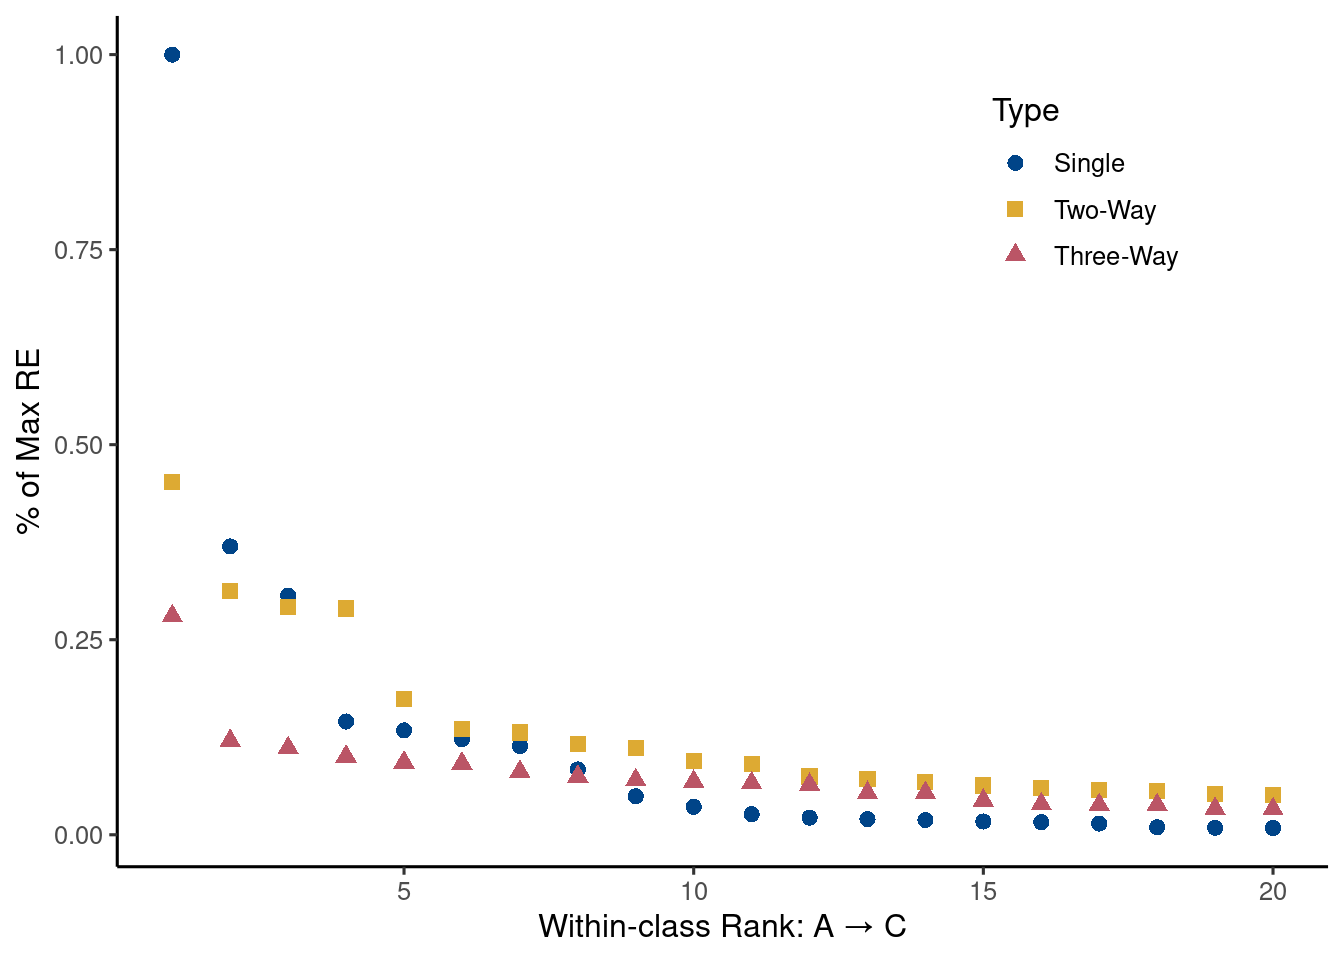 % of Max RE
1.00
0.75
0.50
0.25
0.00
Type
Single
Two-Way
Three-Way
5
10
15
20
Within-class Rank: A → C